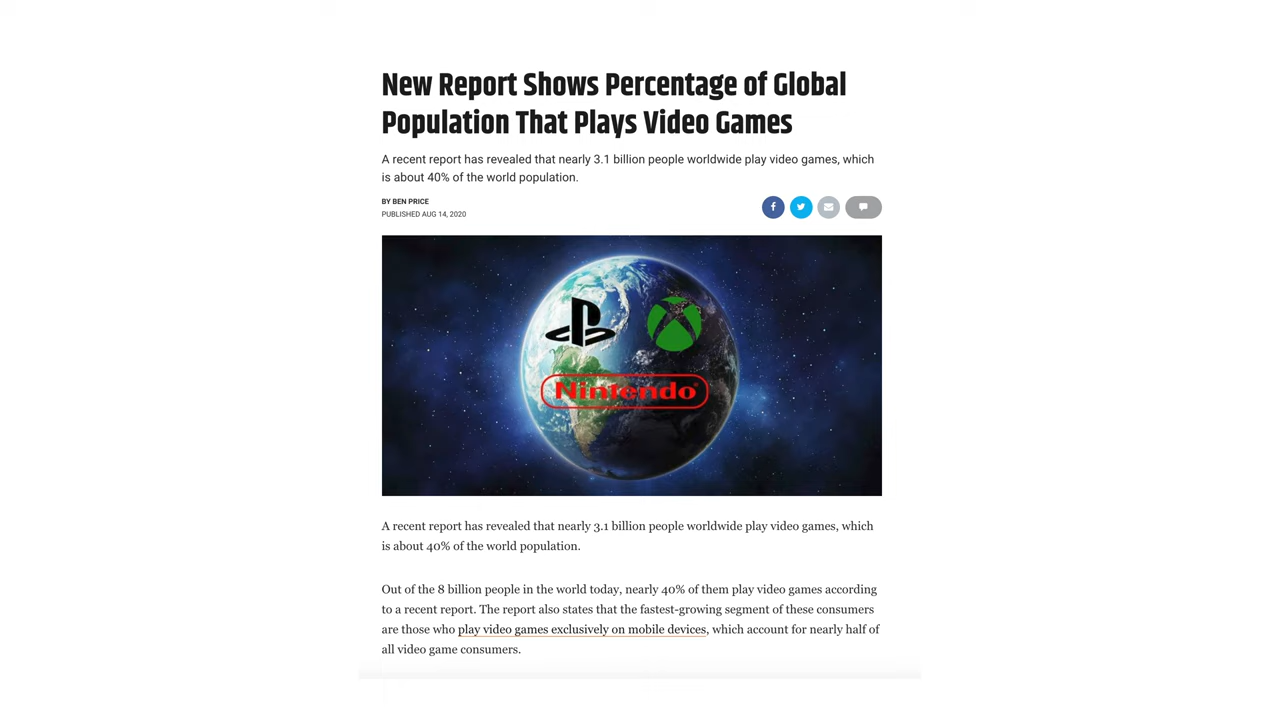 New Report Shows Percentage of Global
Population That Plays Video Games
A recent report has revealed that nearly 3.1 billion people worldwide play video games, which
is about 40% of the world population.
BY BEN PRICE
PUBLISHED AUG 14, 2020
Nintendo®
A recent report has revealed that nearly 3.1 billion people worldwide play video games, which
is about 40% of the world population.
Out of the 8 billion people in the world today, nearly 40% of them play video games according
to a recent report. The report also states that the fastest-growing segment of these consumers
are those who play video games exclusively on mobile devices, which account for nearly half of
all video game consumers.